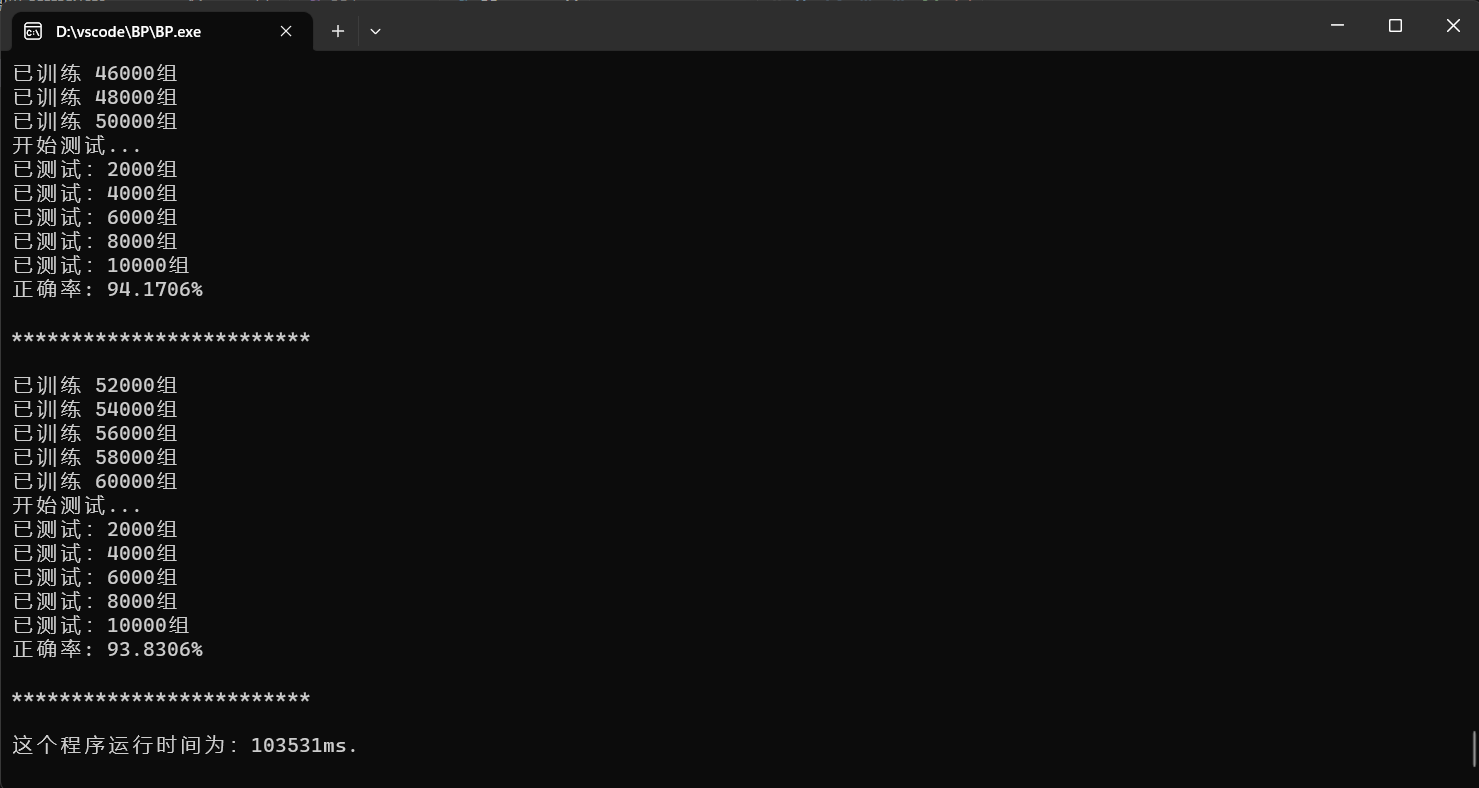 D:\vscode\BP\BP.exe
已训练 46000组
已训练 48000组
已训练 50000组
开始测试...
已测试: 2000组
已测试: 4000组
已测试: 6000组
已测试: 8000组
已测试: 10000组
正确率: 94.1706%
*************************
已训练 52000组
已训练 54000组
已训练 56000组
已训练 58000组
已训练 60000组
开始测试...
已测试: 2000组
已测试: 4000组
已测试: 6000组
已测试: 8000组
已测试: 10000组
正确率: 93.8306%
*************************
这个程序运行时间为: 103531ms.